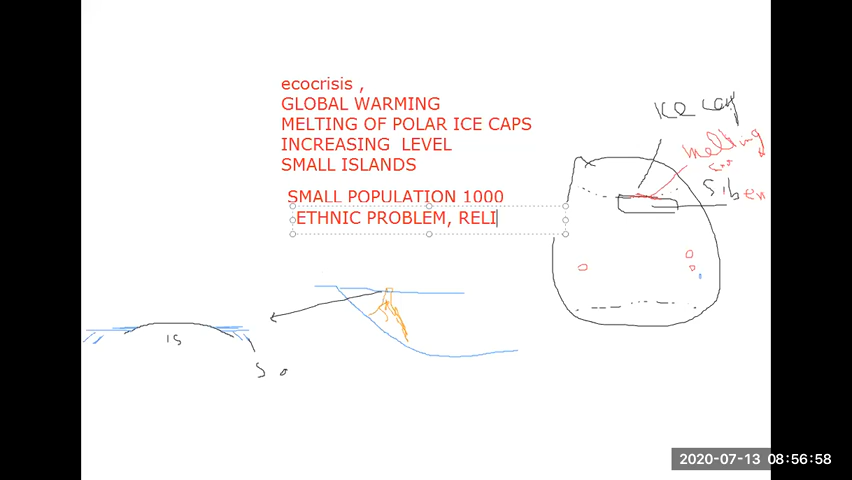 ecocrisis ,
GLOBAL WARMING
MELTING OF POLAR ICE CAPS
INCREASING  LEVEL
SMALL ISLANDS
SMALL POPULATION 1000
ETHNIC PROBLEM, RELI
Ice cap
melting
Siberi
IS
2020-07-13 08:56:58